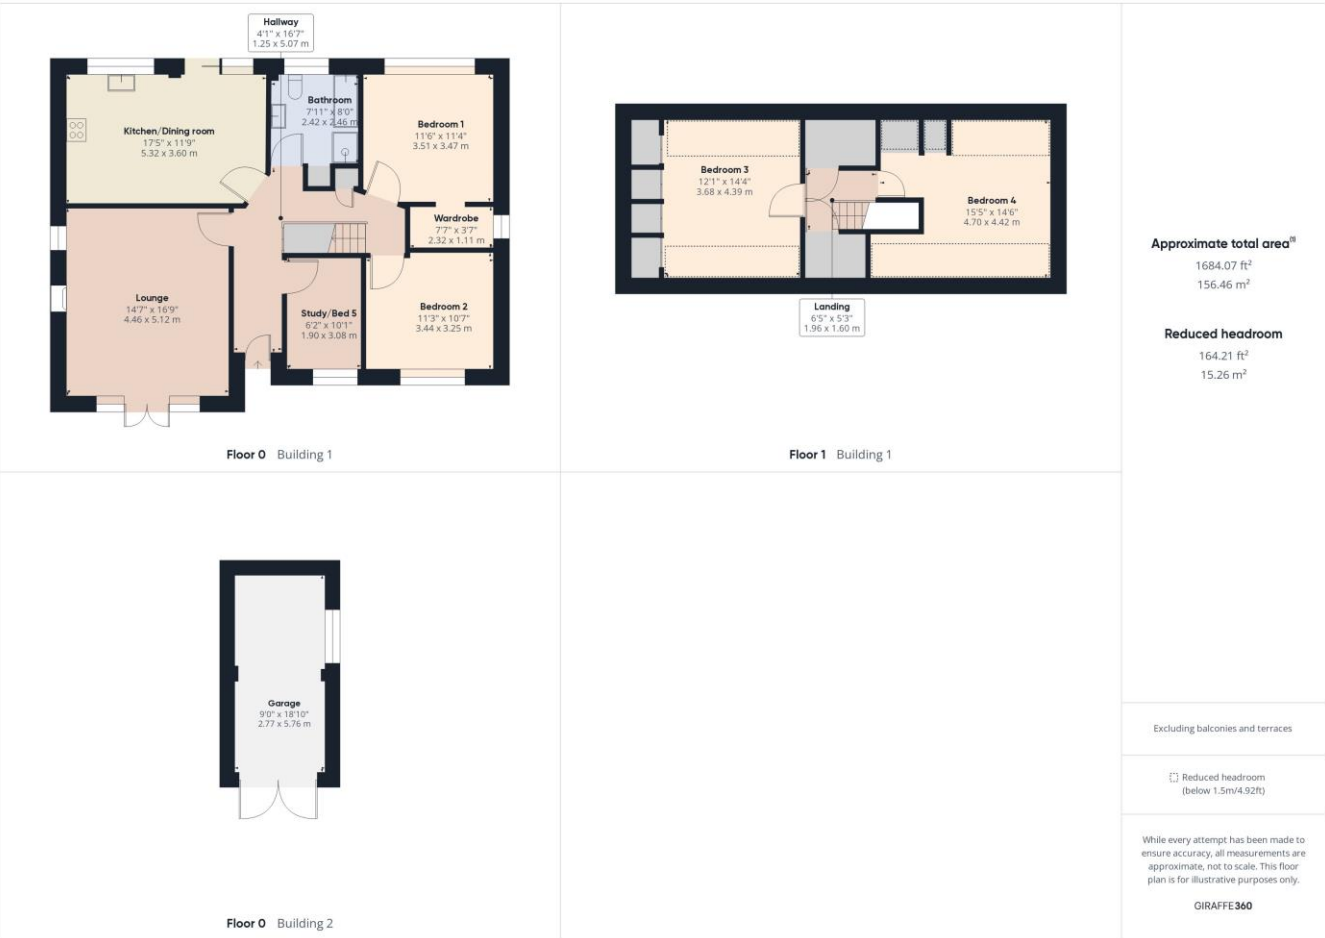 Hallway
4'1" x 16'7"
1.25 x 5.07 m
Kitchen/Dining room
17'5" x 11'9"
5.32 x 3.60 m
Bathroom
7'11" x 8'0"
2.42 x 2.46 m
Bedroom 1
11'6" x 11'4"
3.51 x 3.47 m
Wardrobe
7'7" x 3'7"
2.32 x 1.11 m
Lounge
14'7" x 16'9"
4.46 x 5.12 m
Study/Bed 5
6'2" x 10'1"
1.90 x 3.08 m
Bedroom 2
11'3" x 10'7"
3.44 x 3.25 m
Floor 0 Building 1
Bedroom 3
12'1" x 14'4"
3.68 x 4.39 m
Bedroom 4
15'5" x 14'6"
4.70 x 4.42 m
Landing
6'5" x 5'3"
1.96 x 1.60 m
Floor 1 Building 1
Garage
9'0" x 18'10"
2.77 x 5.76 m
Floor 0 Building 2
Approximate total area(1)
1684.07 ft²
156.46 m²
Reduced headroom
164.21 ft²
15.26 m²
Excluding balconies and terraces
Reduced headroom
(below 1.5m/4.92ft)
While every attempt has been made to
ensure accuracy, all measurements are
approximate, not to scale. This floor
plan is for illustrative purposes only.
GIRAFFE360